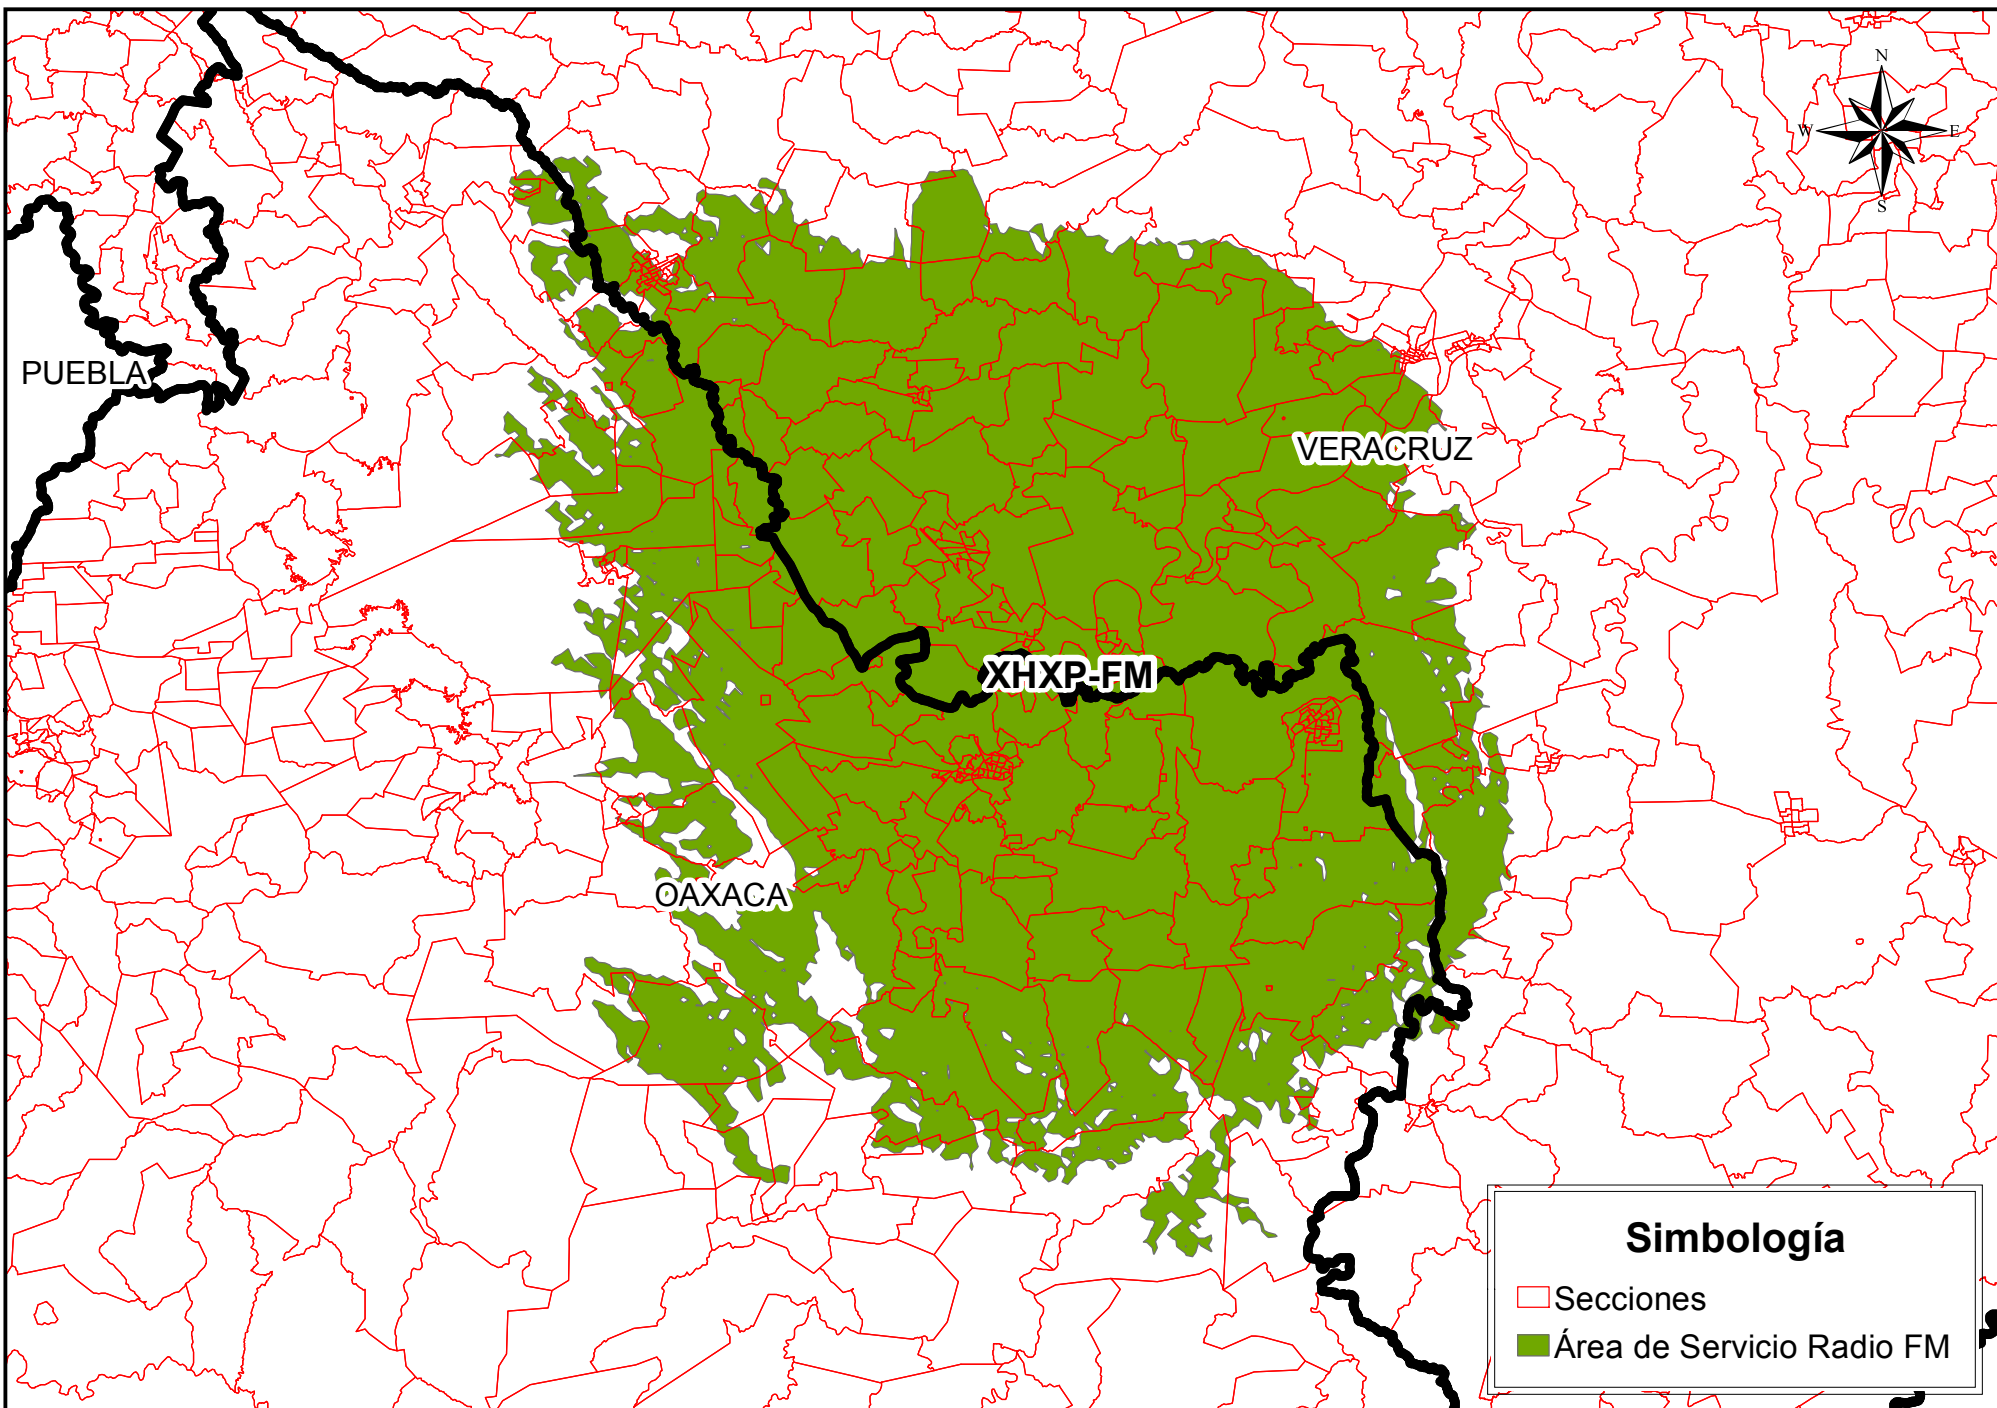 N
W E
S
PUEBLA
VERACRUZ
XHXP-FM
OAXACA
Simbología
Secciones
Área de Servicio Radio FM